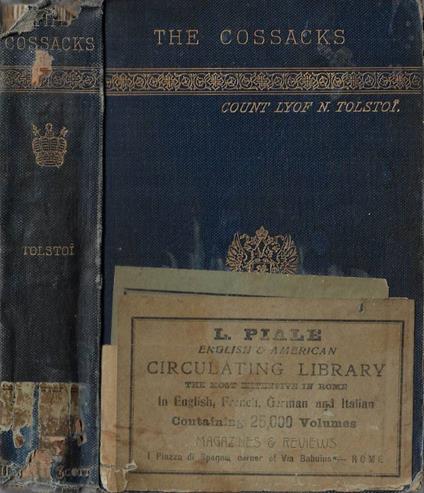 THE
COSSACKS
TOLSTOÏ
SCOTT
THE COSSACKS
COUNT LYOF N. TOLSTOÏ.
L. PIALE
ENGLISH & AMERICAN
CIRCULATING LIBRARY
THE MOST EXTENSIVE IN ROME
In English, French, German and Italian
Containing 25,000 Volumes
MAGAZINES & REVIEWS
1 Piazza di Spagna, corner of Via Babuino — ROME